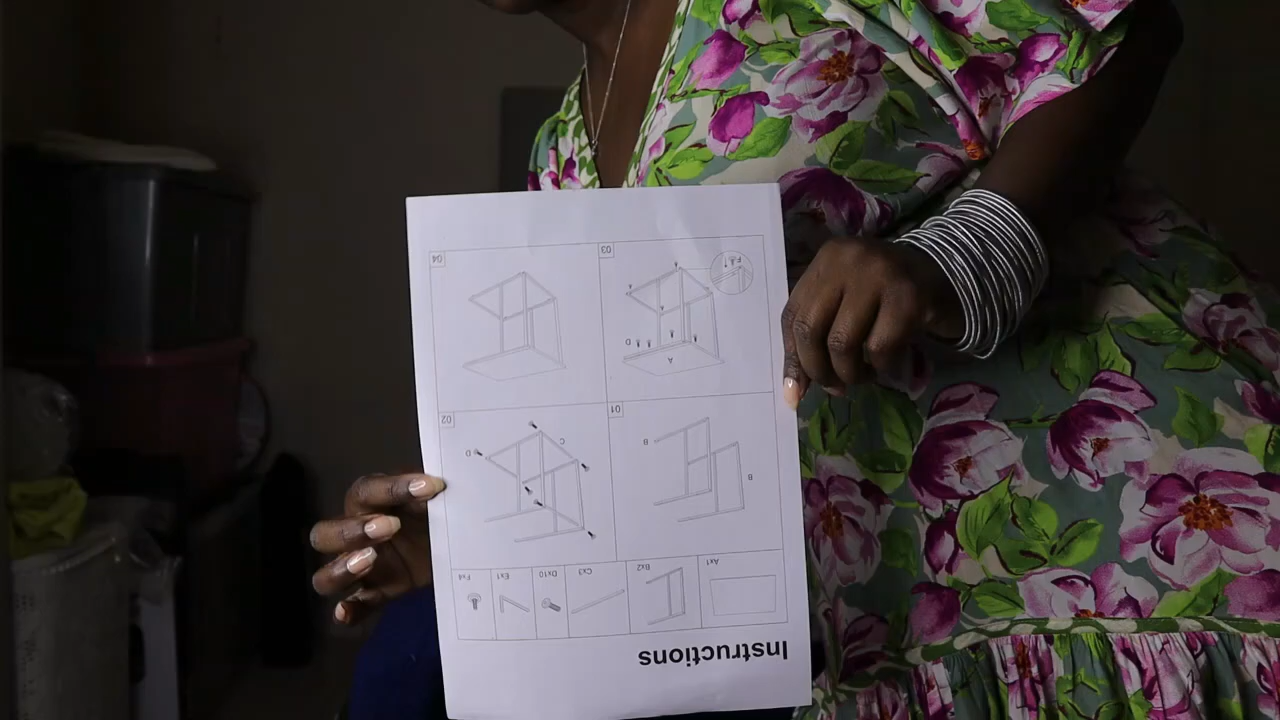 Instructions
Ax1 Bx2 Cx3 Dx10 Ex1 Fx4
01
B
B
02
C
D
03
A
D
F
04